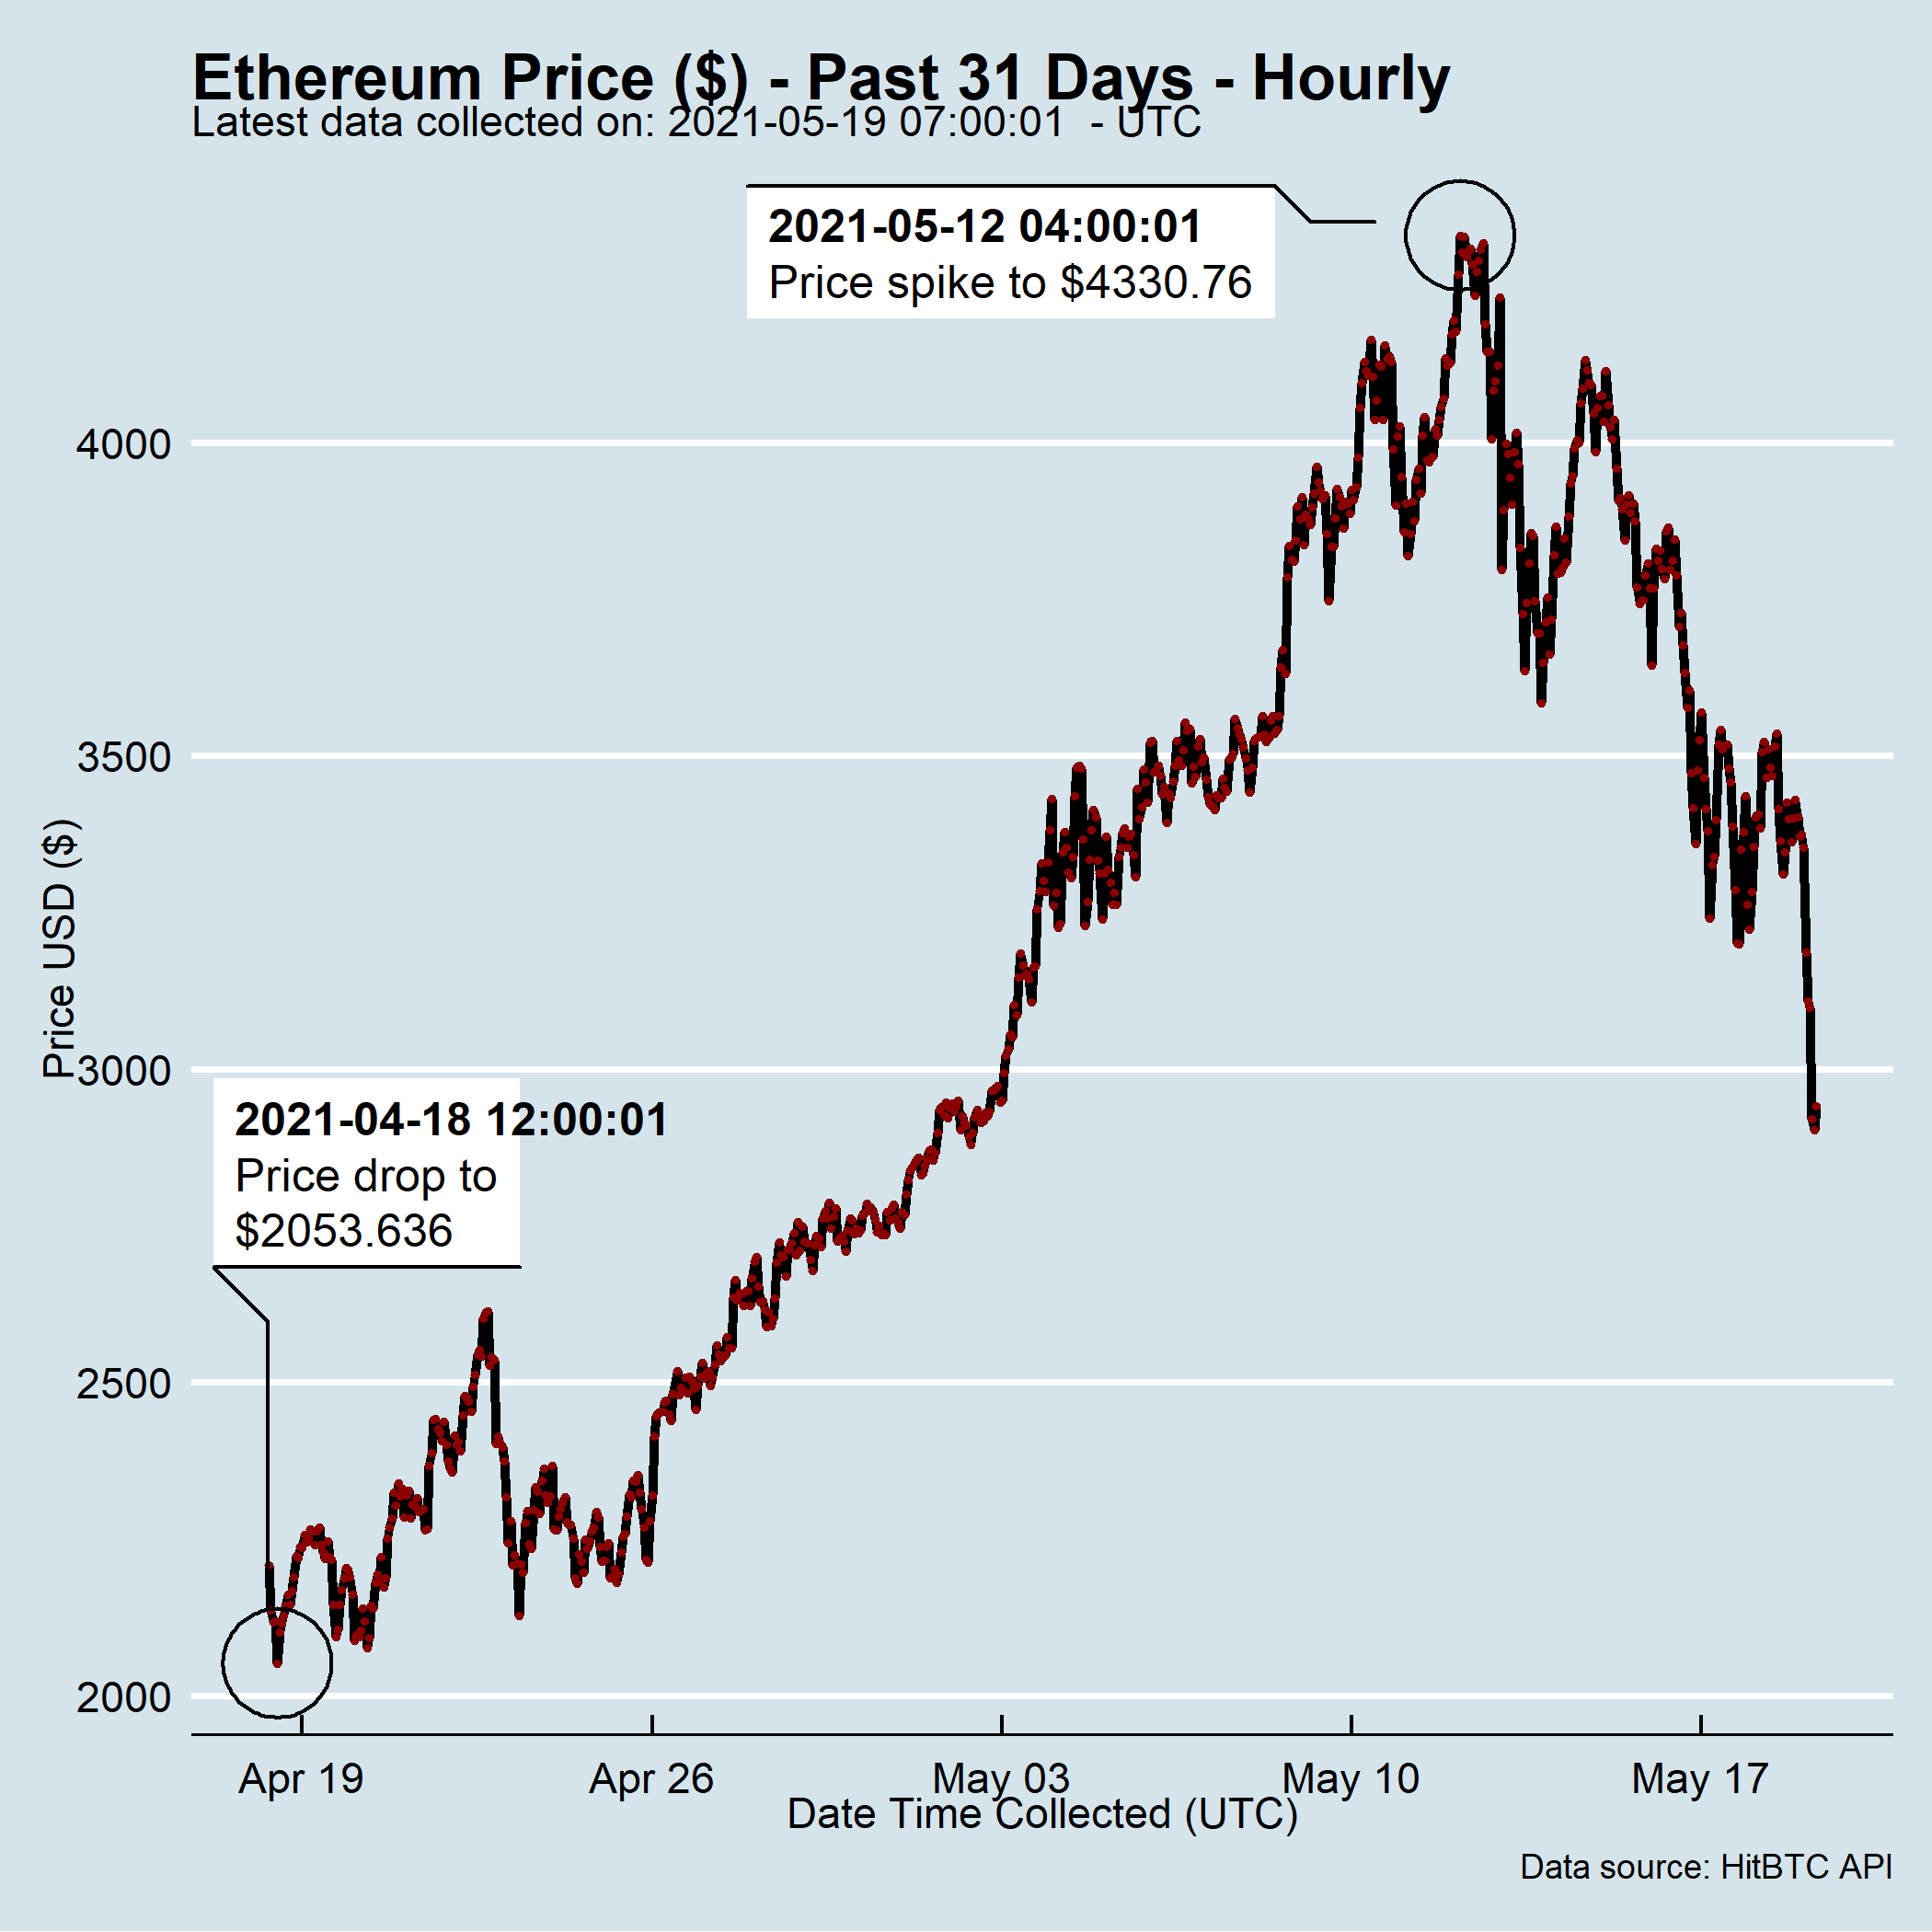 Ethereum Price ($) - Past 31 Days - Hourly
Latest data collected on: 2021-05-19 07:00:01  - UTC
2021-05-12 04:00:01
Price spike to $4330.76
4000
3500
3000
2500
2000
Price USD ($)
2021-04-18 12:00:01
Price drop to
$2053.636
Apr 19
Apr 26
May 03
May 10
May 17
Date Time Collected (UTC)
Data source: HitBTC API